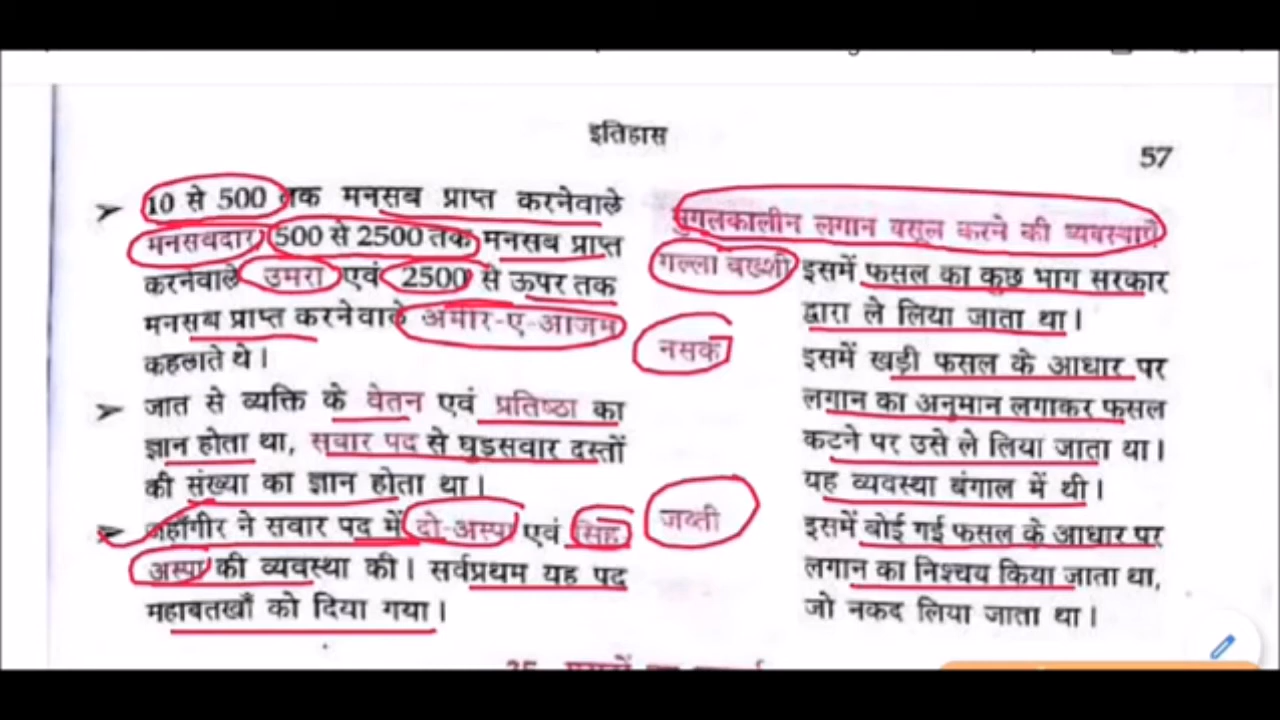 इतिहास
57
➤ 10 से 500 तक मनसब प्राप्त करनेवाले
मनसबदार 500 से 2500 तक मनसब प्राप्त
करनेवाले उमरा एवं 2500 से ऊपर तक
मनसब प्राप्त करनेवाले अमीर-ए-आजम
कहलाते थे।
➤ जात से व्यक्ति के वेतन एवं प्रतिष्ठा का
ज्ञान होता था, सवार पद से घुड़सवार दस्तों
की संख्या का ज्ञान होता था।
➤ जहाँगीर ने सवार पद में दो-अस्पा एवं सिह
अस्पा की व्यवस्था की। सर्वप्रथम यह पद
महाबतखाँ को दिया गया।
मुगलकालीन लगान वसूल करने की व्यवस्थाएँ
गल्ला बख्शी इसमें फसल का कुछ भाग सरकार
द्वारा ले लिया जाता था।
नसक इसमें खड़ी फसल के आधार पर
लगान का अनुमान लगाकर फसल
कटने पर उसे ले लिया जाता था।
यह व्यवस्था बंगाल में थी।
जब्ती इसमें बोई गई फसल के आधार पर
लगान का निश्चय किया जाता था,
जो नकद लिया जाता था।